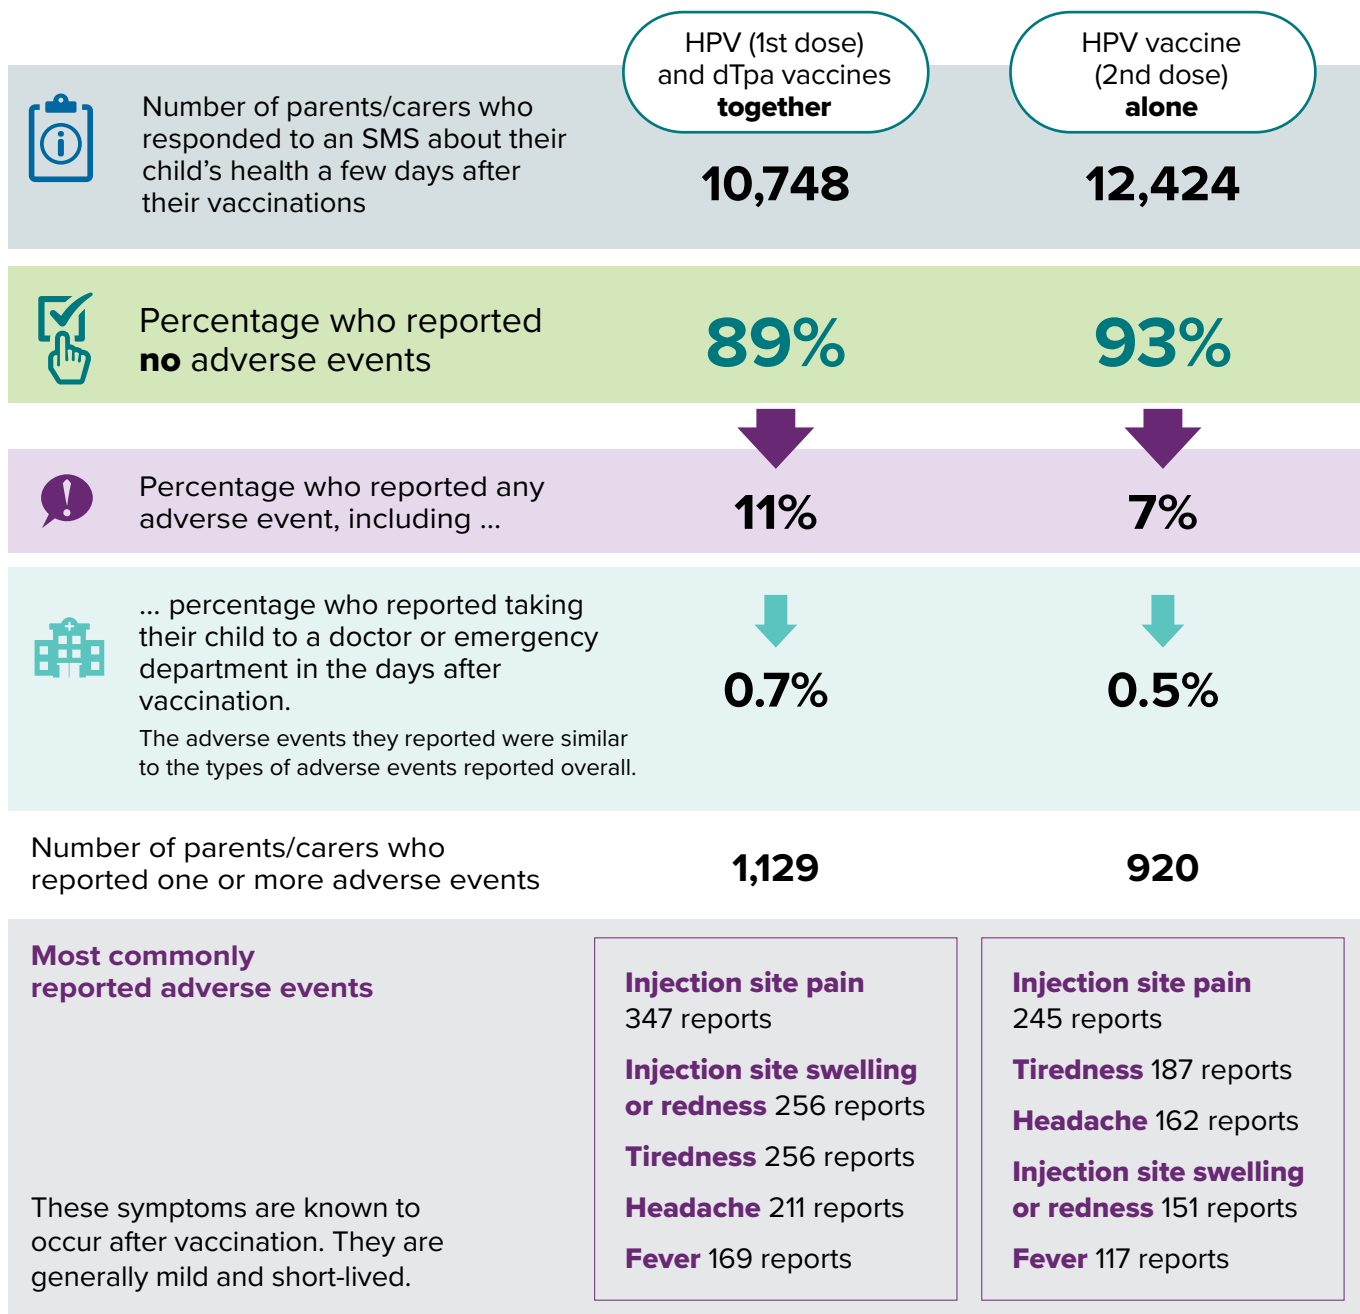 HPV (1st dose)
and dTpa vaccines
together
HPV vaccine
(2nd dose)
alone
Number of parents/carers who
responded to an SMS about their
child’s health a few days after
their vaccinations
10,748
12,424
Percentage who reported
no adverse events
89%
93%
Percentage who reported any
adverse event, including ...
11%
7%
... percentage who reported taking
their child to a doctor or emergency
department in the days after
vaccination.
The adverse events they reported were similar
to the types of adverse events reported overall.
0.7%
0.5%
Number of parents/carers who
reported one or more adverse events
1,129
920
Most commonly
reported adverse events
These symptoms are known to
occur after vaccination. They are
generally mild and short-lived.
Injection site pain
347 reports
Injection site swelling
or redness 256 reports
Tiredness 256 reports
Headache 211 reports
Fever 169 reports
Injection site pain
245 reports
Tiredness 187 reports
Headache 162 reports
Injection site swelling
or redness 151 reports
Fever 117 reports